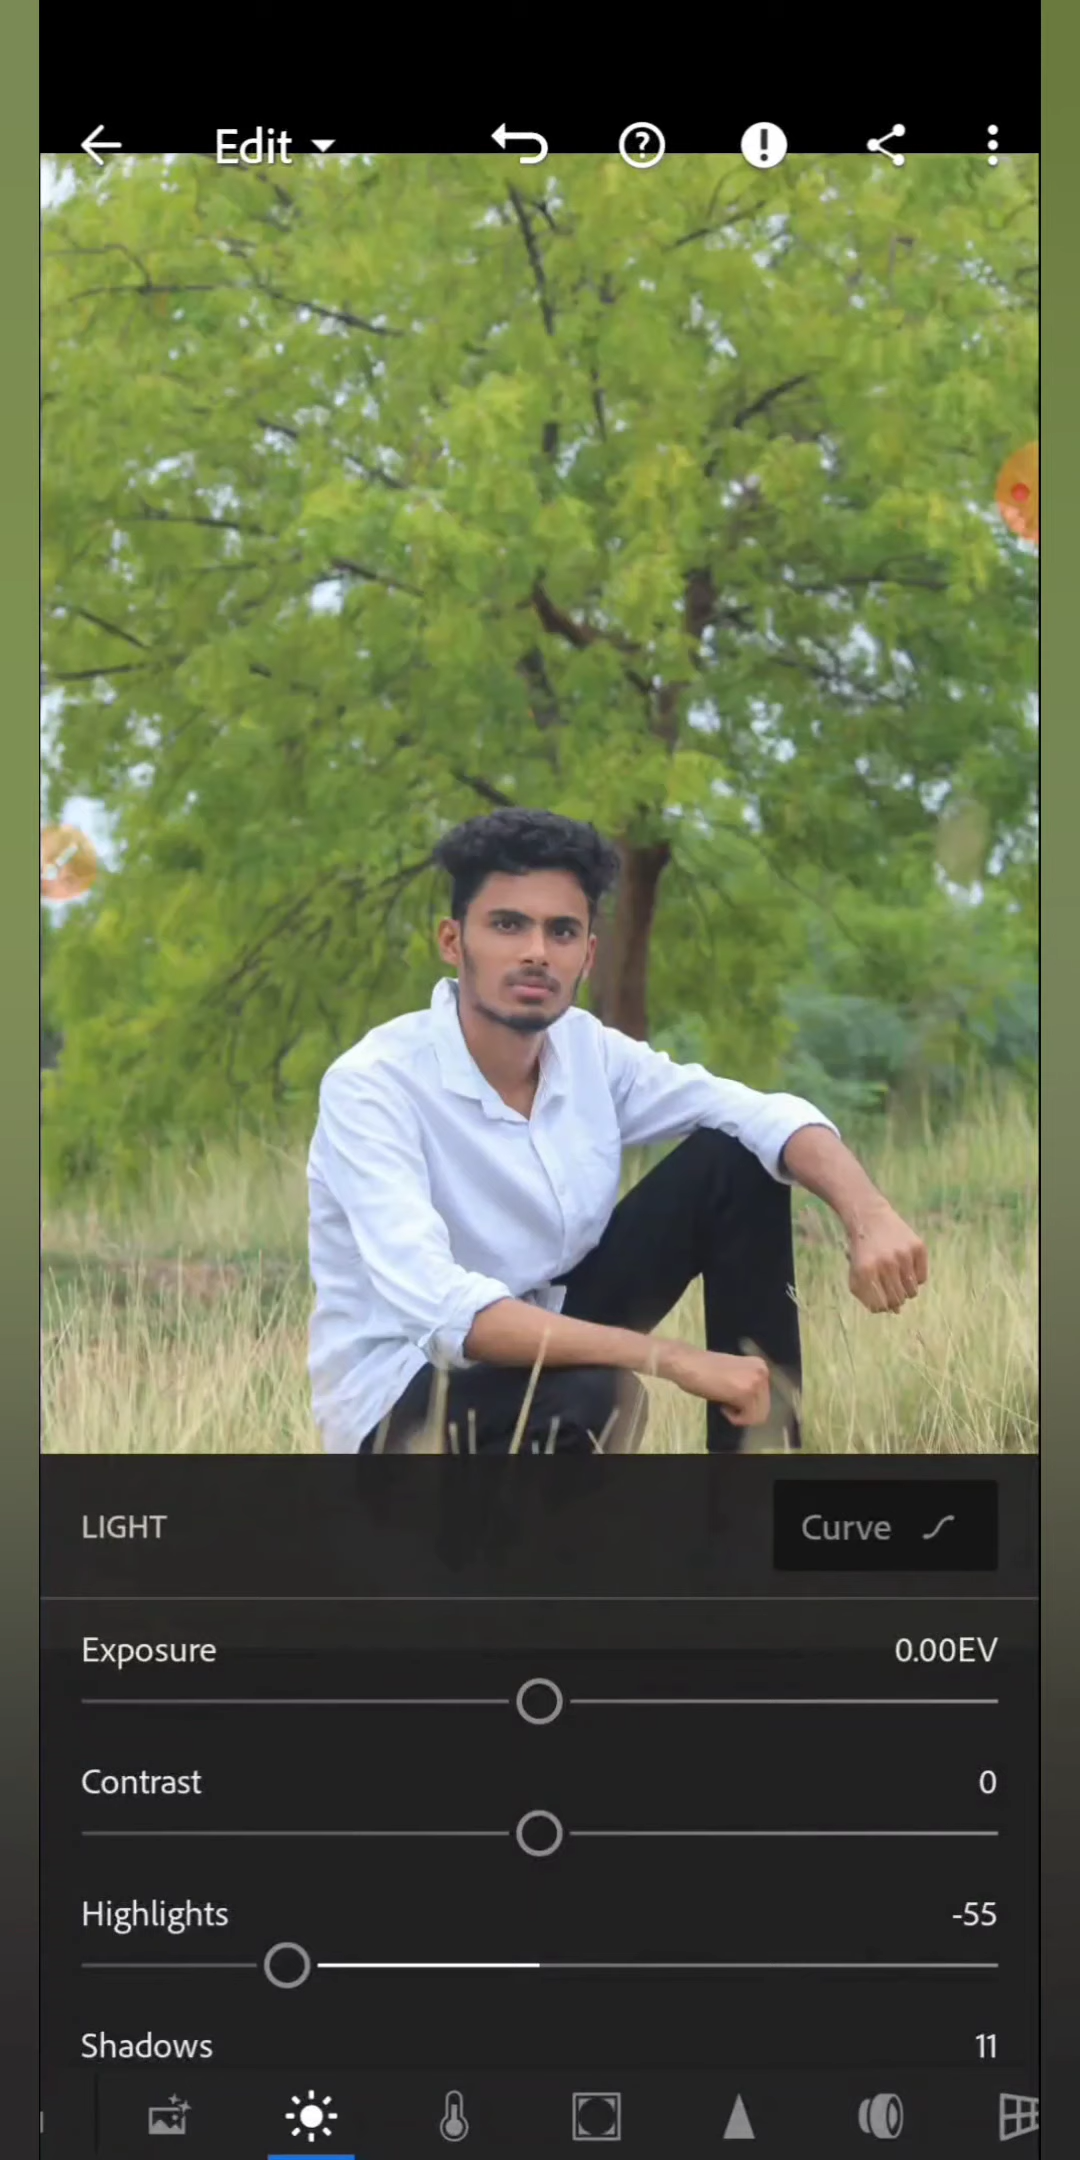 Edit
LIGHT
Curve
Exposure 0.00EV
Contrast 0
Highlights -55
Shadows 11